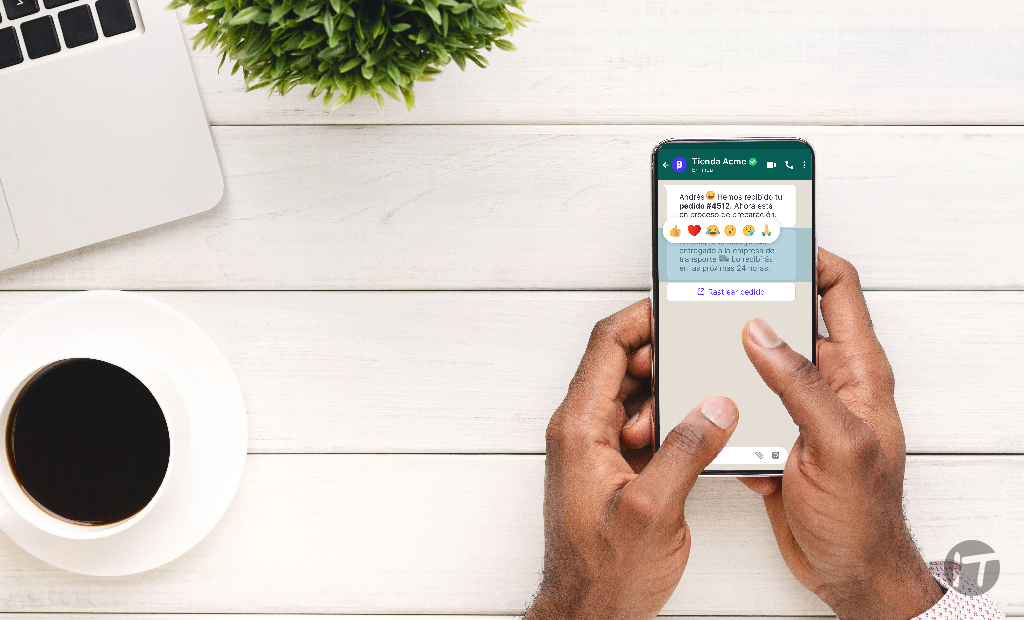 Tienda Acme
En línea
Andrés 😄 Hemos recibido tu
pedido #4512. Ahora está
en proceso de preparación.
entregado a la empresa de
transporte 🚛 Lo recibirás
en las próximas 24 horas.
Rastrear pedido
iT